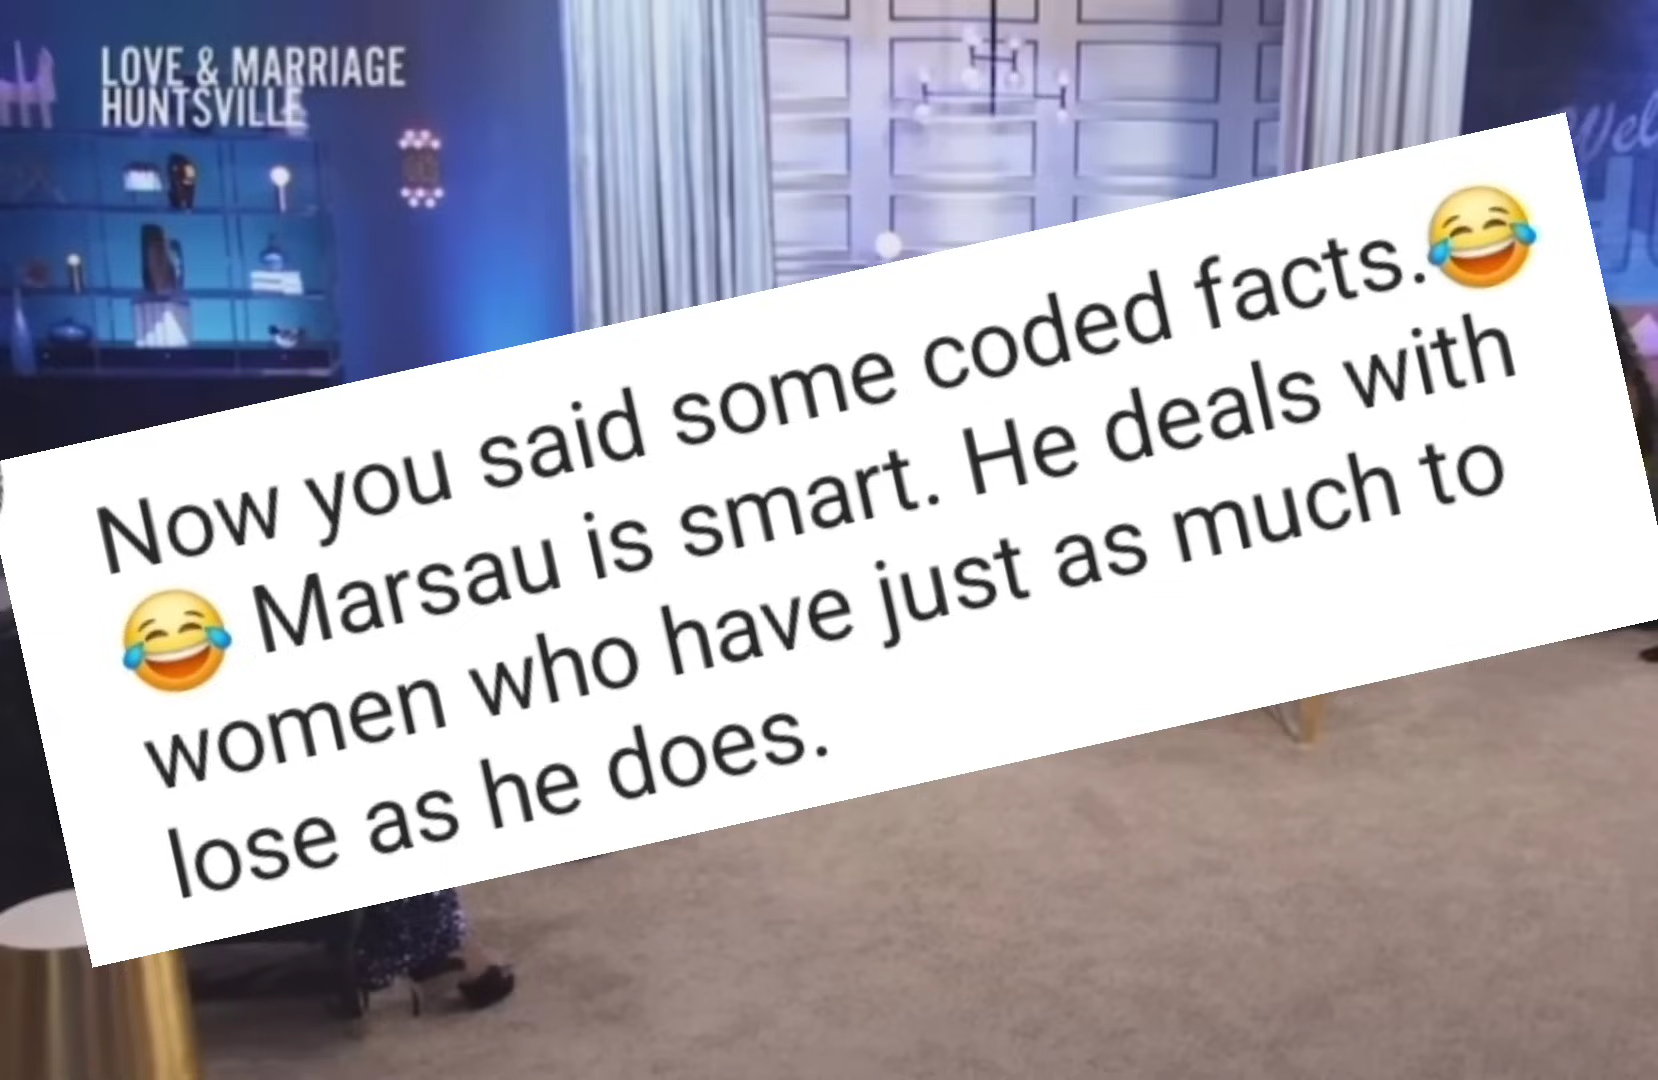 LOVE & MARRIAGE
HUNTSVILLE
Wel
Now you said some coded facts.😂
😂 Marsau is smart. He deals with
women who have just as much to
lose as he does.